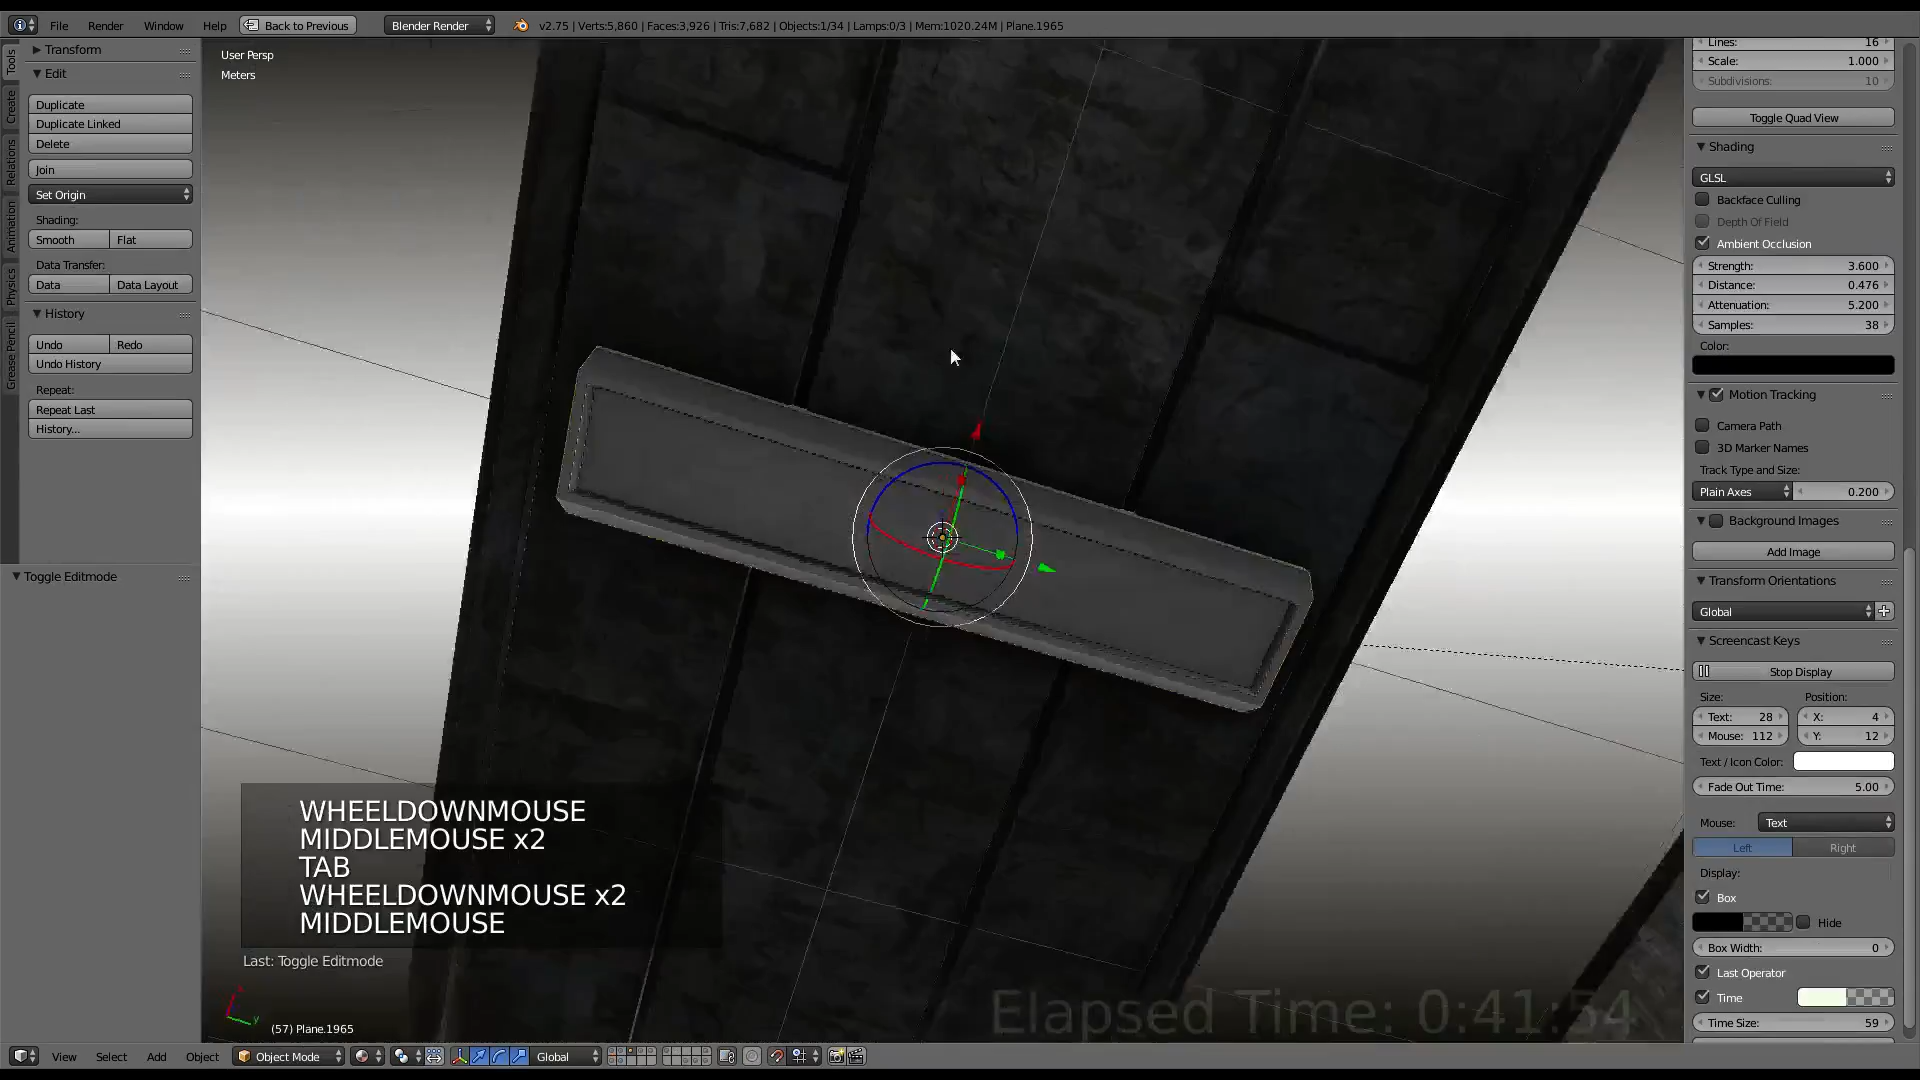 File Render Window Help Back to Previous Blender Render v2.75 | Verts:5,860 | Faces:3,926 | Tris:7,682 | Objects:1/34 | Lamps:0/3 | Mem:1020.24M | Plane.1965
Tools
Create
Relations
Animation
Physics
Grease Pencil
Transform
Edit
Duplicate
Duplicate Linked
Delete
Join
Set Origin
Shading:
Smooth Flat
Data Transfer:
Data Data Layout
History
Undo Redo
Undo History
Repeat:
Repeat Last
History...
Toggle Editmode
User Persp
Meters
WHEELDOWNMOUSE
MIDDLEMOUSE x2
TAB
WHEELDOWNMOUSE x2
MIDDLEMOUSE
Last: Toggle Editmode
Elapsed Time: 0:41:54
(57) Plane.1965
View Select Add Object Object Mode Global
Lines: 16
Scale: 1.000
Subdivisions: 10
Toggle Quad View
Shading
GLSL
Backface Culling
Depth Of Field
Ambient Occlusion
Strength: 3.600
Distance: 0.476
Attenuation: 5.200
Samples: 38
Color:
Motion Tracking
Camera Path
3D Marker Names
Track Type and Size:
Plain Axes 0.200
Background Images
Add Image
Transform Orientations
Global
Screencast Keys
Stop Display
Size: Position:
Text: 28 X: 4
Mouse: 112 Y: 12
Text / Icon Color:
Fade Out Time: 5.00
Mouse: Text
Left Right
Display:
Box
Hide
Box Width: 0
Last Operator
Time
Time Size: 59